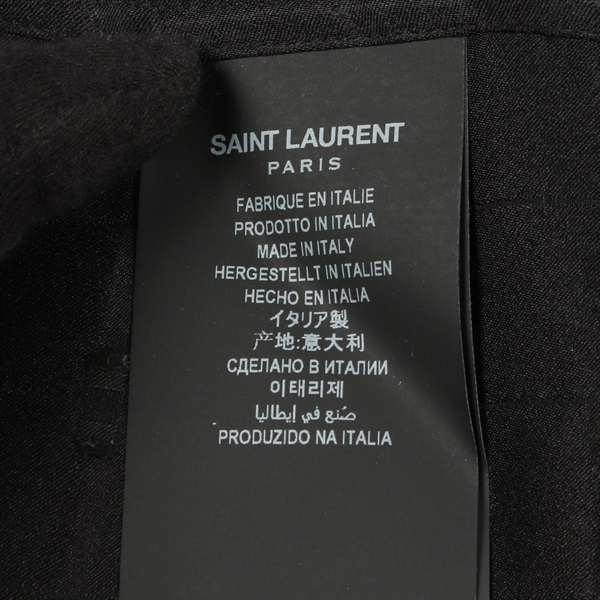 SAINT LAURENT
PARIS
FABRIQUE EN ITALIE
PRODOTTO IN ITALIA
MADE IN ITALY
HERGESTELLT IN ITALIEN
HECHO EN ITALIA
イタリア製
产地:意大利
СДЕЛАНО В ИТАЛИИ
이태리제
صُنع في إيطاليا
PRODUZIDO NA ITALIA